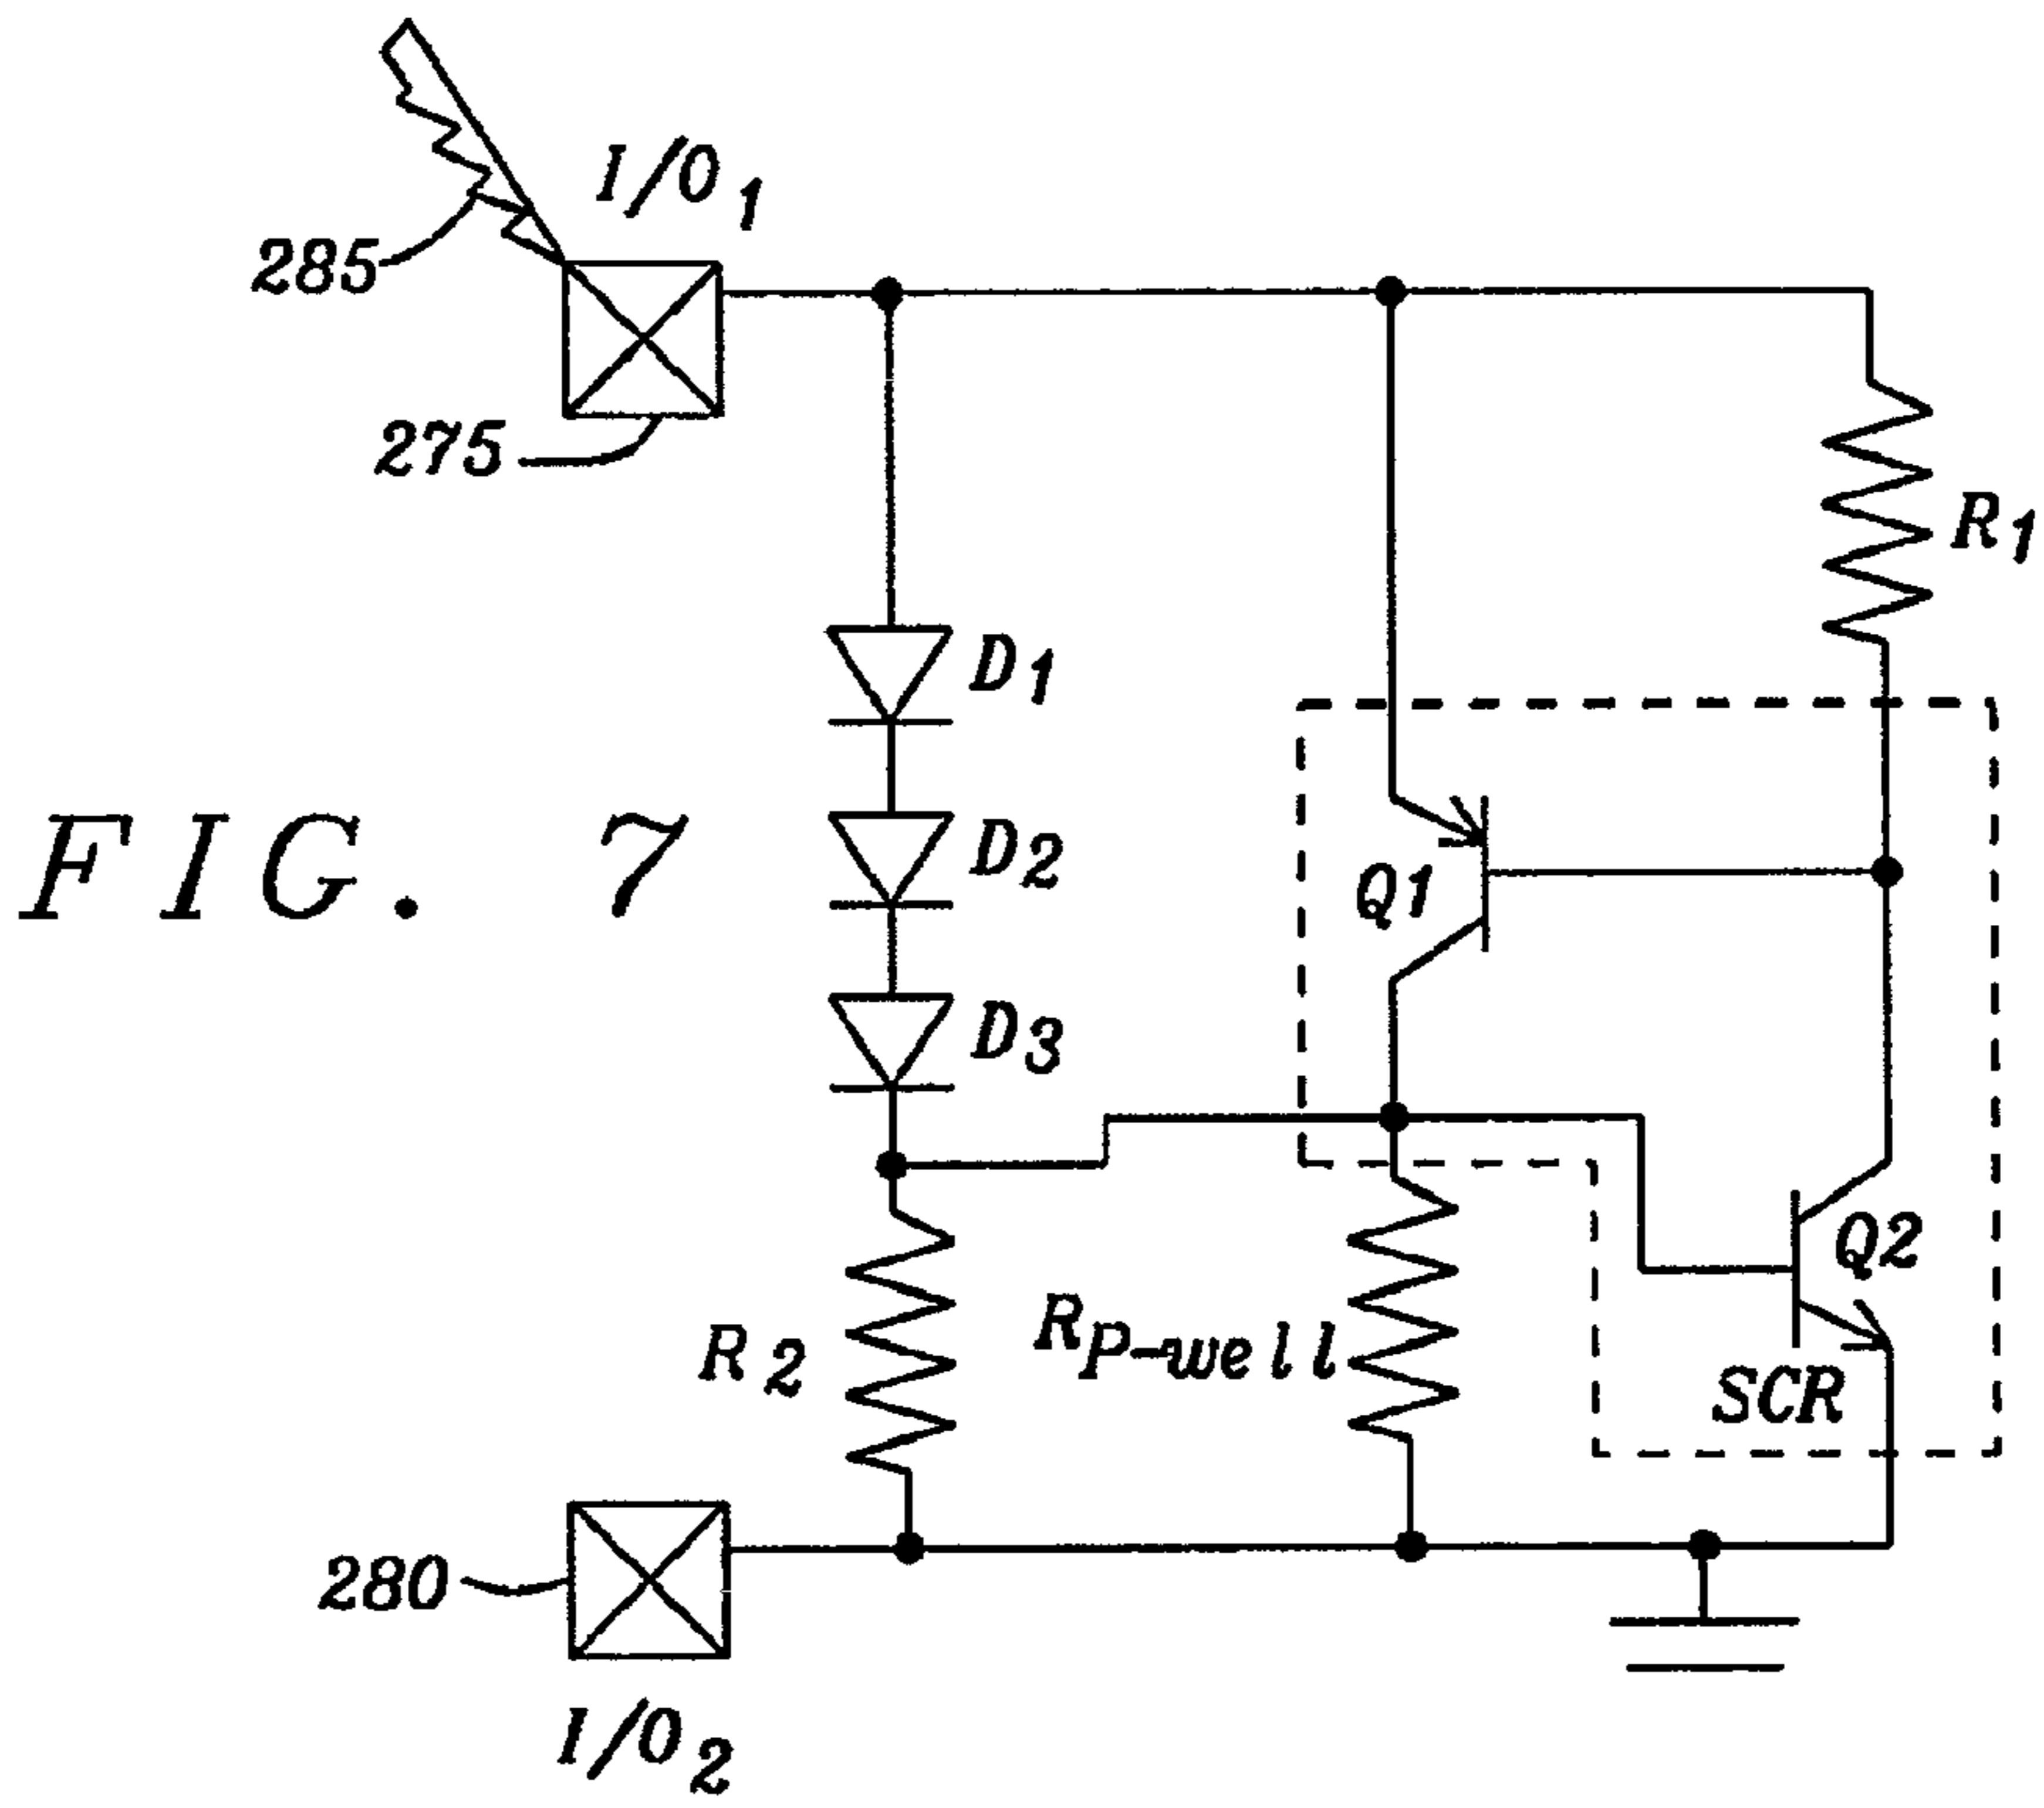 I/O1
285
275
R1
D1
FIG. 7
D2
Q1
D3
Q2
R2
RP-well
SCR
280
I/O2